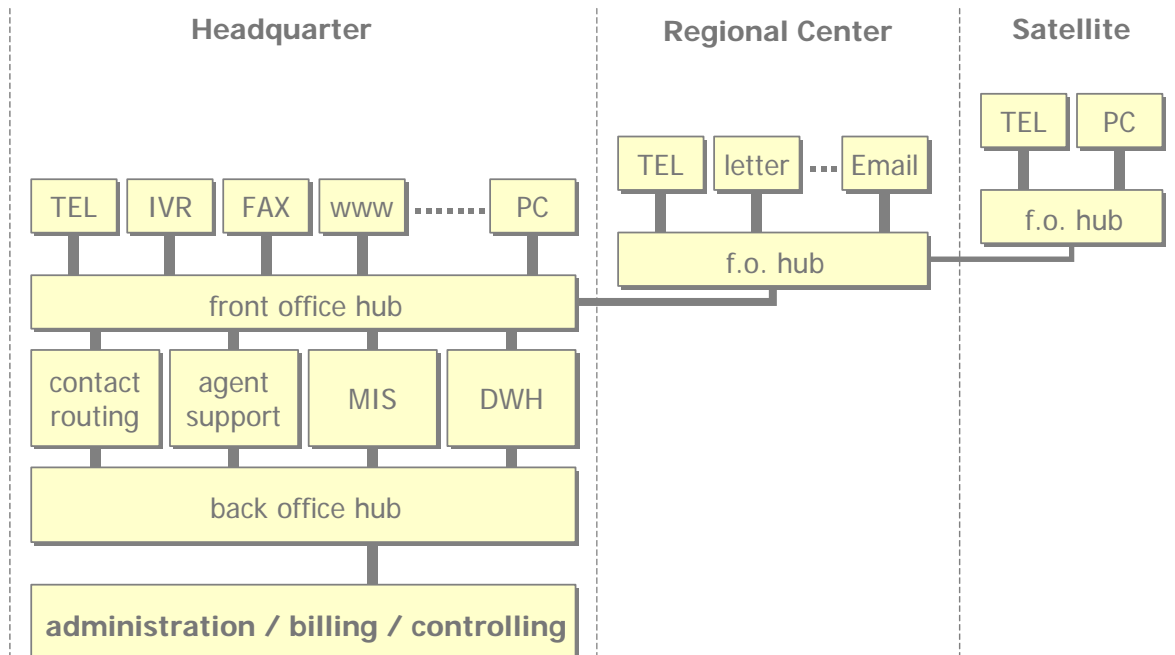 Headquarter
Regional Center
Satellite
TEL
PC
TEL
letter
Email
TEL
IVR
FAX
www
PC
f.o. hub
f.o. hub
front office hub
contact
routing
agent
support
MIS
DWH
back office hub
administration / billing / controlling